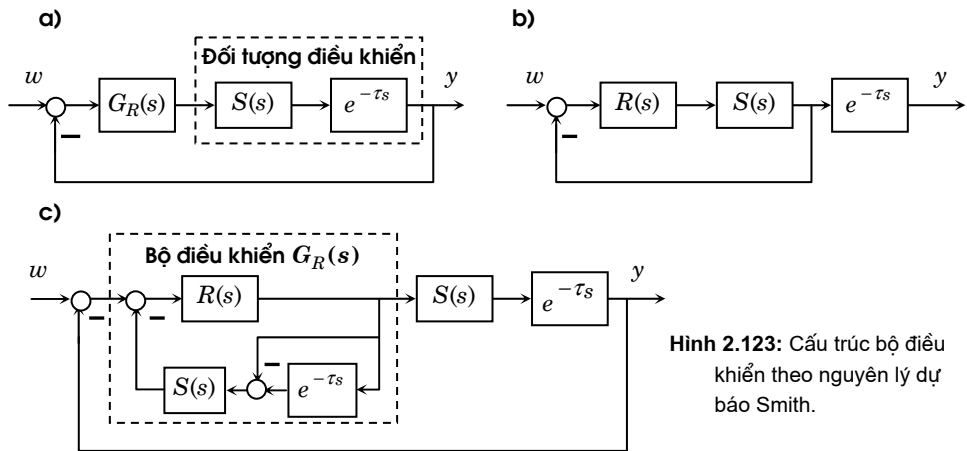 a)
Đối tượng điều khiển
w
G_R(s)
S(s)
e^{-τs}
y
−
b)
w
R(s)
S(s)
e^{-τs}
y
−
c)
Bộ điều khiển G_R(s)
w
R(s)
S(s)
e^{-τs}
y
−
−
−
S(s)
e^{-τs}
Hình 2.123: Cấu trúc bộ điều
khiển theo nguyên lý dự
báo Smith.